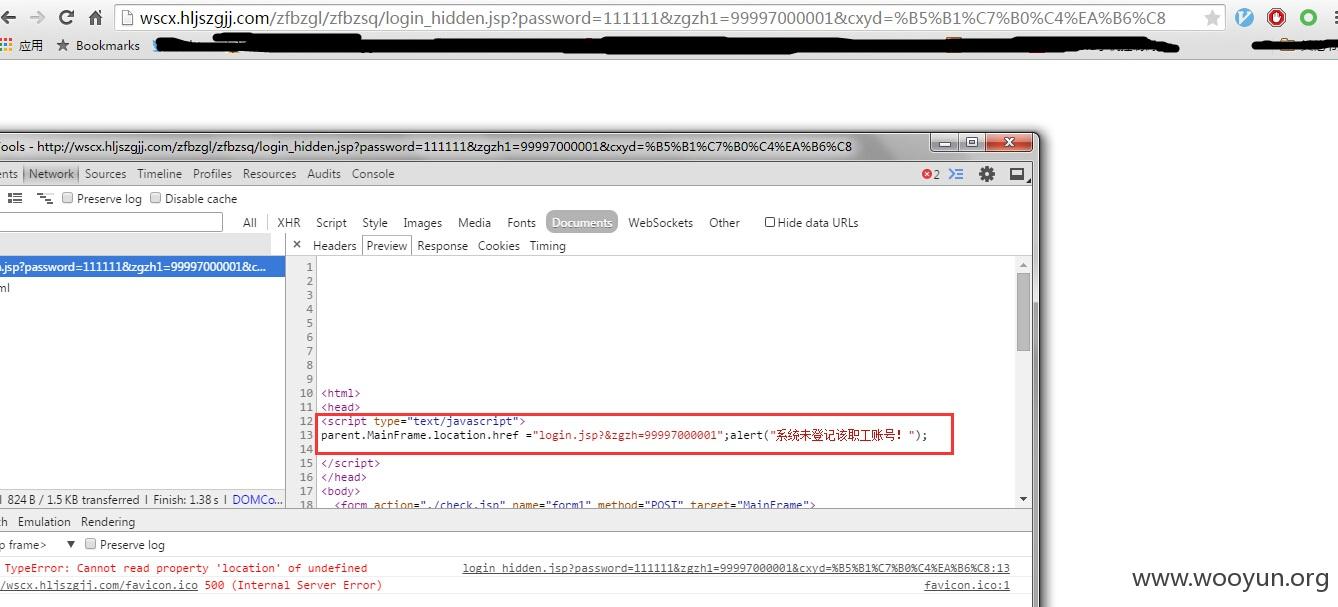 wscx.hljszgjj.com/zfbzgl/zfbzsq/login_hidden.jsp?password=111111&zgzh1=99997000001&cxyd=%B5%B1%C7%B0%C4%EA%B6%C8
应用 Bookmarks
ools - http://wscx.hljszgjj.com/zfbzgl/zfbzsq/login_hidden.jsp?password=111111&zgzh1=99997000001&cxyd=%B5%B1%C7%B0%C4%EA%B6%C8
ents Network Sources Timeline Profiles Resources Audits Console 2
Preserve log Disable cache
All XHR Script Style Images Media Fonts Documents WebSockets Other Hide data URLs
× Headers Preview Response Cookies Timing
.jsp?password=111111&zgzh1=99997000001&c...
ml
1
2
3
4
5
6
7
8
9
10 <html>
11 <head>
12 <script type="text/javascript">
13 parent.MainFrame.location.href ="login.jsp?&zgzh=99997000001";alert("系统未登记该职工账号! ");
14
15 </script>
16 </head>
17 <body>
18 <form action="./check.jsp" name="form1" method="POST" target="MainFrame">
824 B / 1.5 KB transferred | Finish: 1.38 s | DOMCo...
ch Emulation Rendering
p frame> ▼ Preserve log
TypeError: Cannot read property 'location' of undefined login_hidden.jsp?password=111111&zgzh1=99997000001&cxyd=%B5%B1%C7%B0%C4%EA%B6%C8:13
/wscx.hljszgjj.com/favicon.ico 500 (Internal Server Error) favicon.ico:1
www.wooyun.org